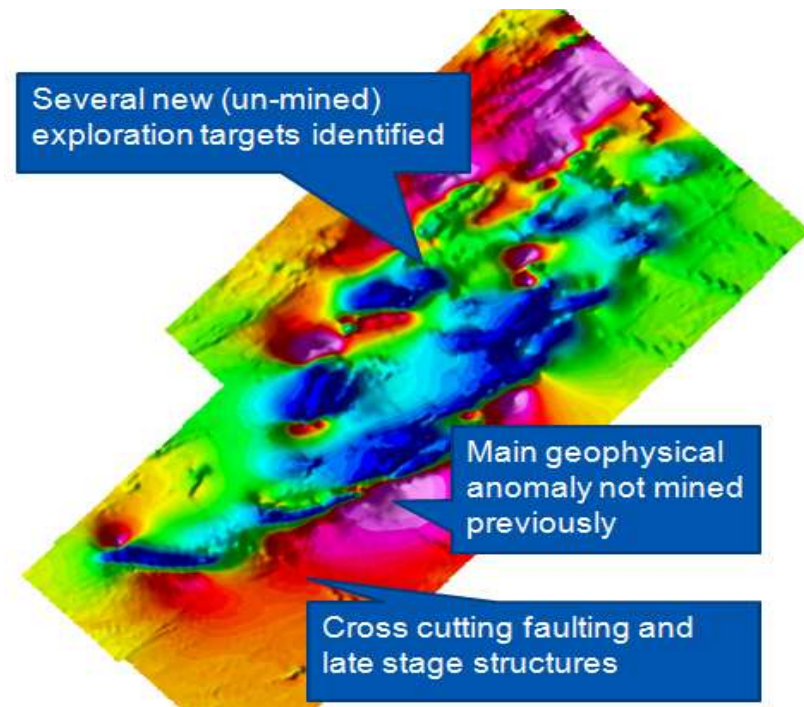 Several new (un-mined)
exploration targets identified
Main geophysical
anomaly not mined
previously
Cross cutting faulting and
late stage structures